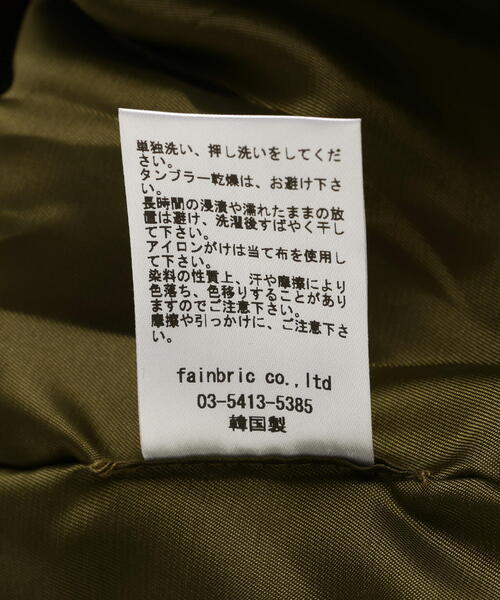 単独洗い、押し洗いをしてくだ
さい。
タンブラー乾燥は、お避け下さ
い。
長時間の浸漬や濡れたままの放
置は避け、洗濯後すばやく干し
て下さい。
アイロンがけは当て布を使用し
て下さい。
染料の性質上、汗や摩擦により
色落ち、色移りすることがあり
ますのでご注意下さい。
摩擦や引っかけに、ご注意下さ
い。
fainbric co.,ltd
03-5413-5385
韓国製